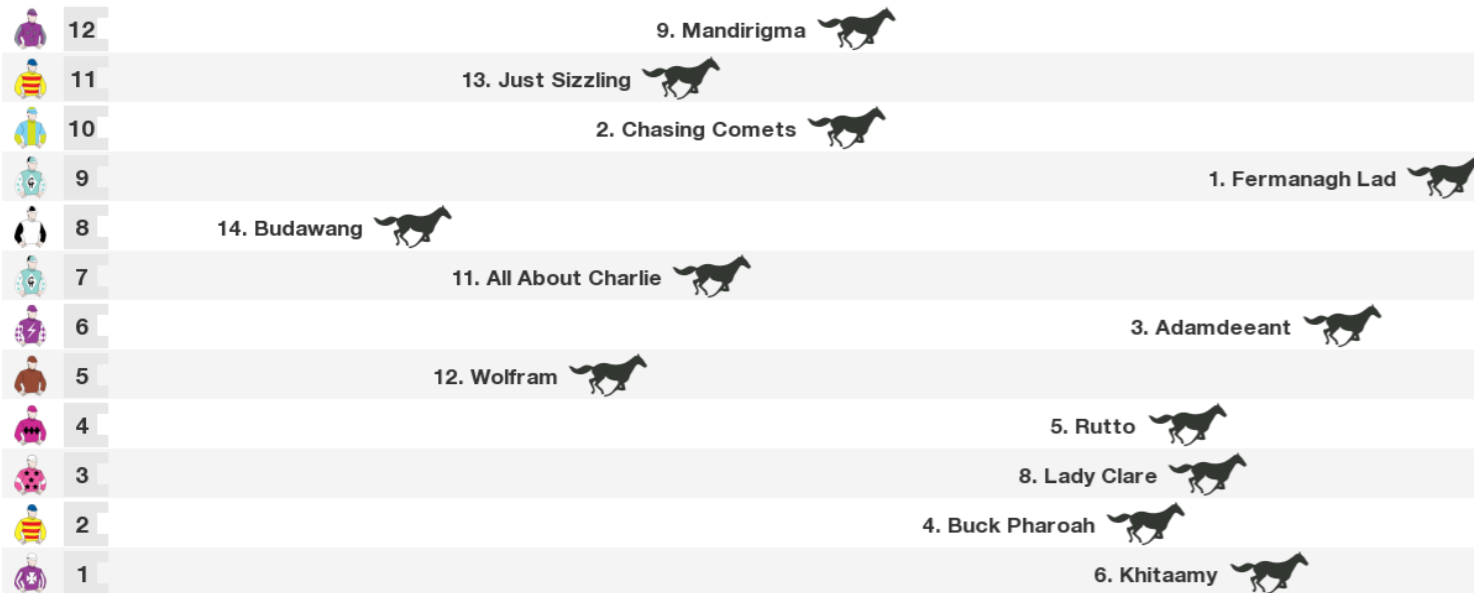 12 9. Mandirigma
11 13. Just Sizzling
10 2. Chasing Comets
9 1. Fermanagh Lad
8 14. Budawang
7 11. All About Charlie
6 3. Adamdeeant
5 12. Wolfram
4 5. Rutto
3 8. Lady Clare
2 4. Buck Pharoah
1 6. Khitaamy